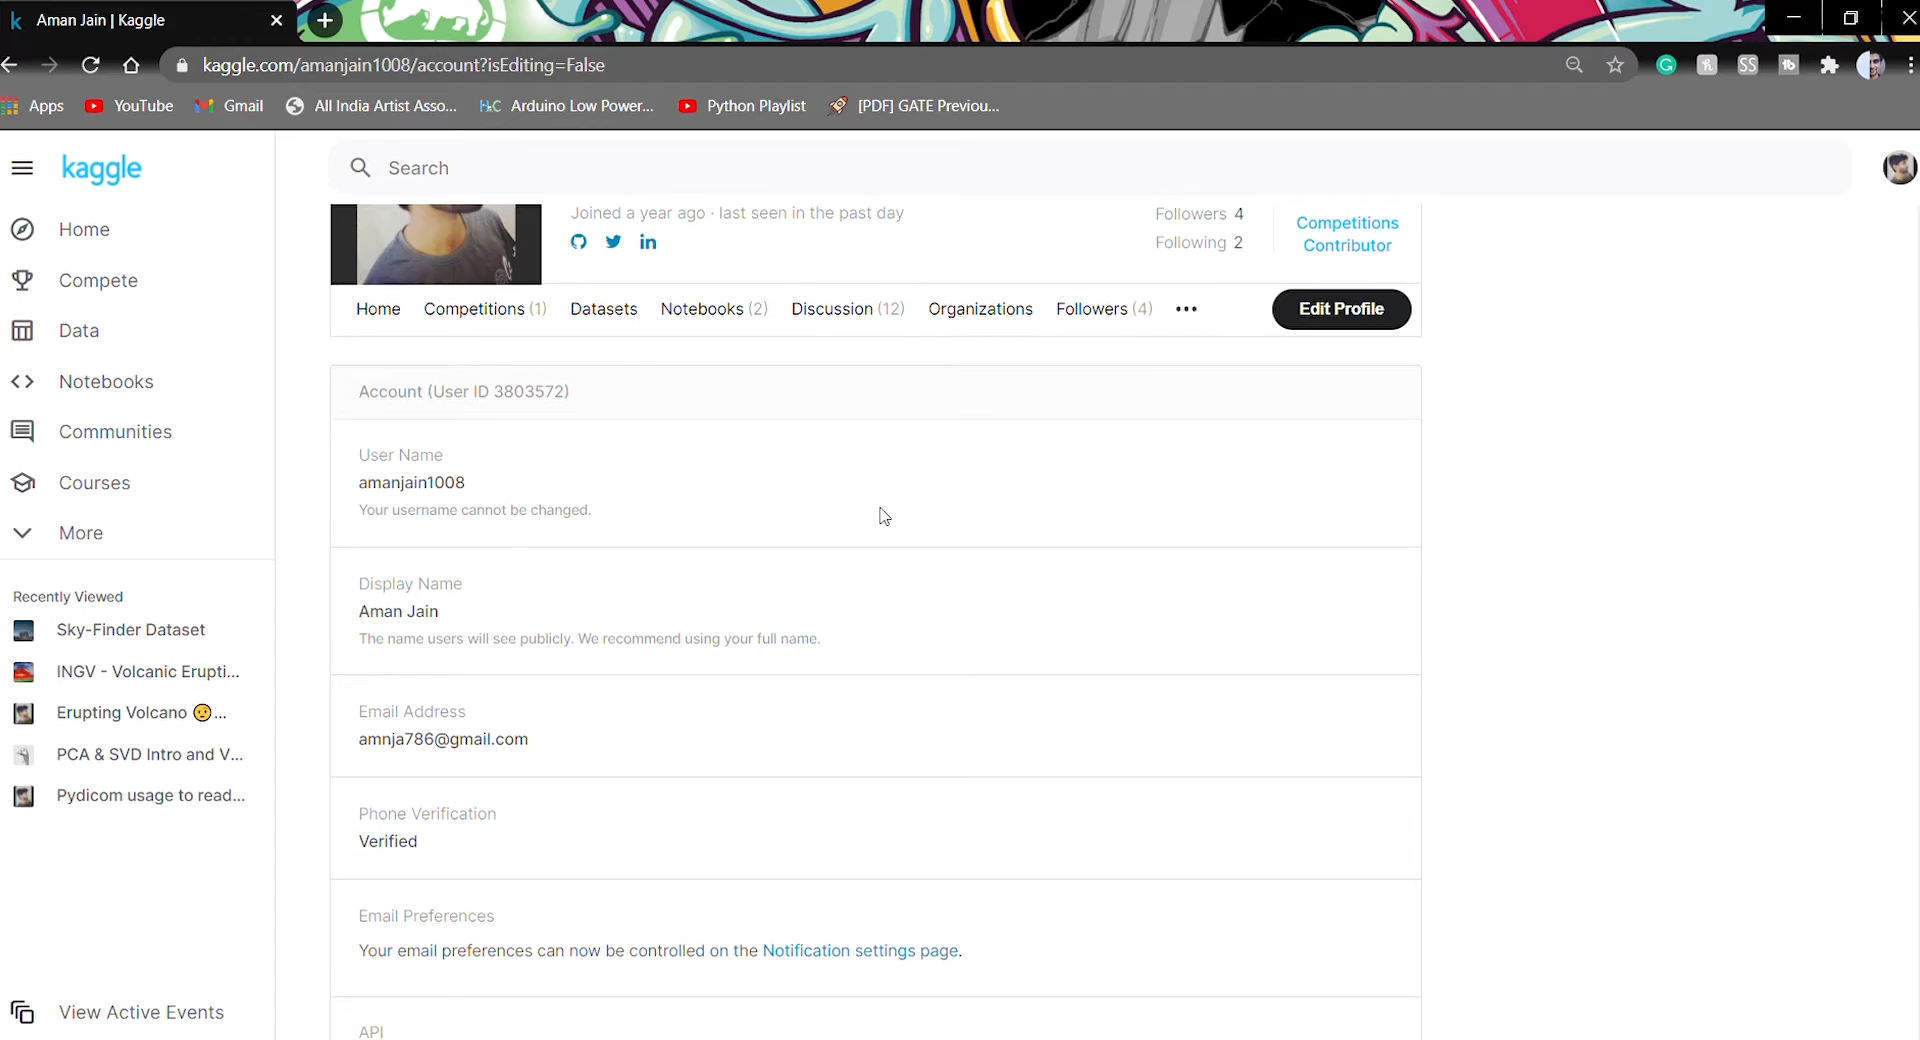 Aman Jain | Kaggle
kaggle.com/amanjain1008/account?isEditing=False
Apps YouTube Gmail All India Artist Asso... HC Arduino Low Power... Python Playlist [PDF] GATE Previou...
kaggle
Search
Home
Compete
Data
Notebooks
Communities
Courses
More
Recently Viewed
Sky-Finder Dataset
INGV - Volcanic Erupti...
Erupting Volcano 🤨...
PCA & SVD Intro and V...
Pydicom usage to read...
View Active Events
Joined a year ago · last seen in the past day
Followers 4
Following 2
Competitions
Contributor
Home Competitions (1) Datasets Notebooks (2) Discussion (12) Organizations Followers (4) ••• Edit Profile
Account (User ID 3803572)
User Name
amanjain1008
Your username cannot be changed.
Display Name
Aman Jain
The name users will see publicly. We recommend using your full name.
Email Address
amnja786@gmail.com
Phone Verification
Verified
Email Preferences
Your email preferences can now be controlled on the Notification settings page.
API